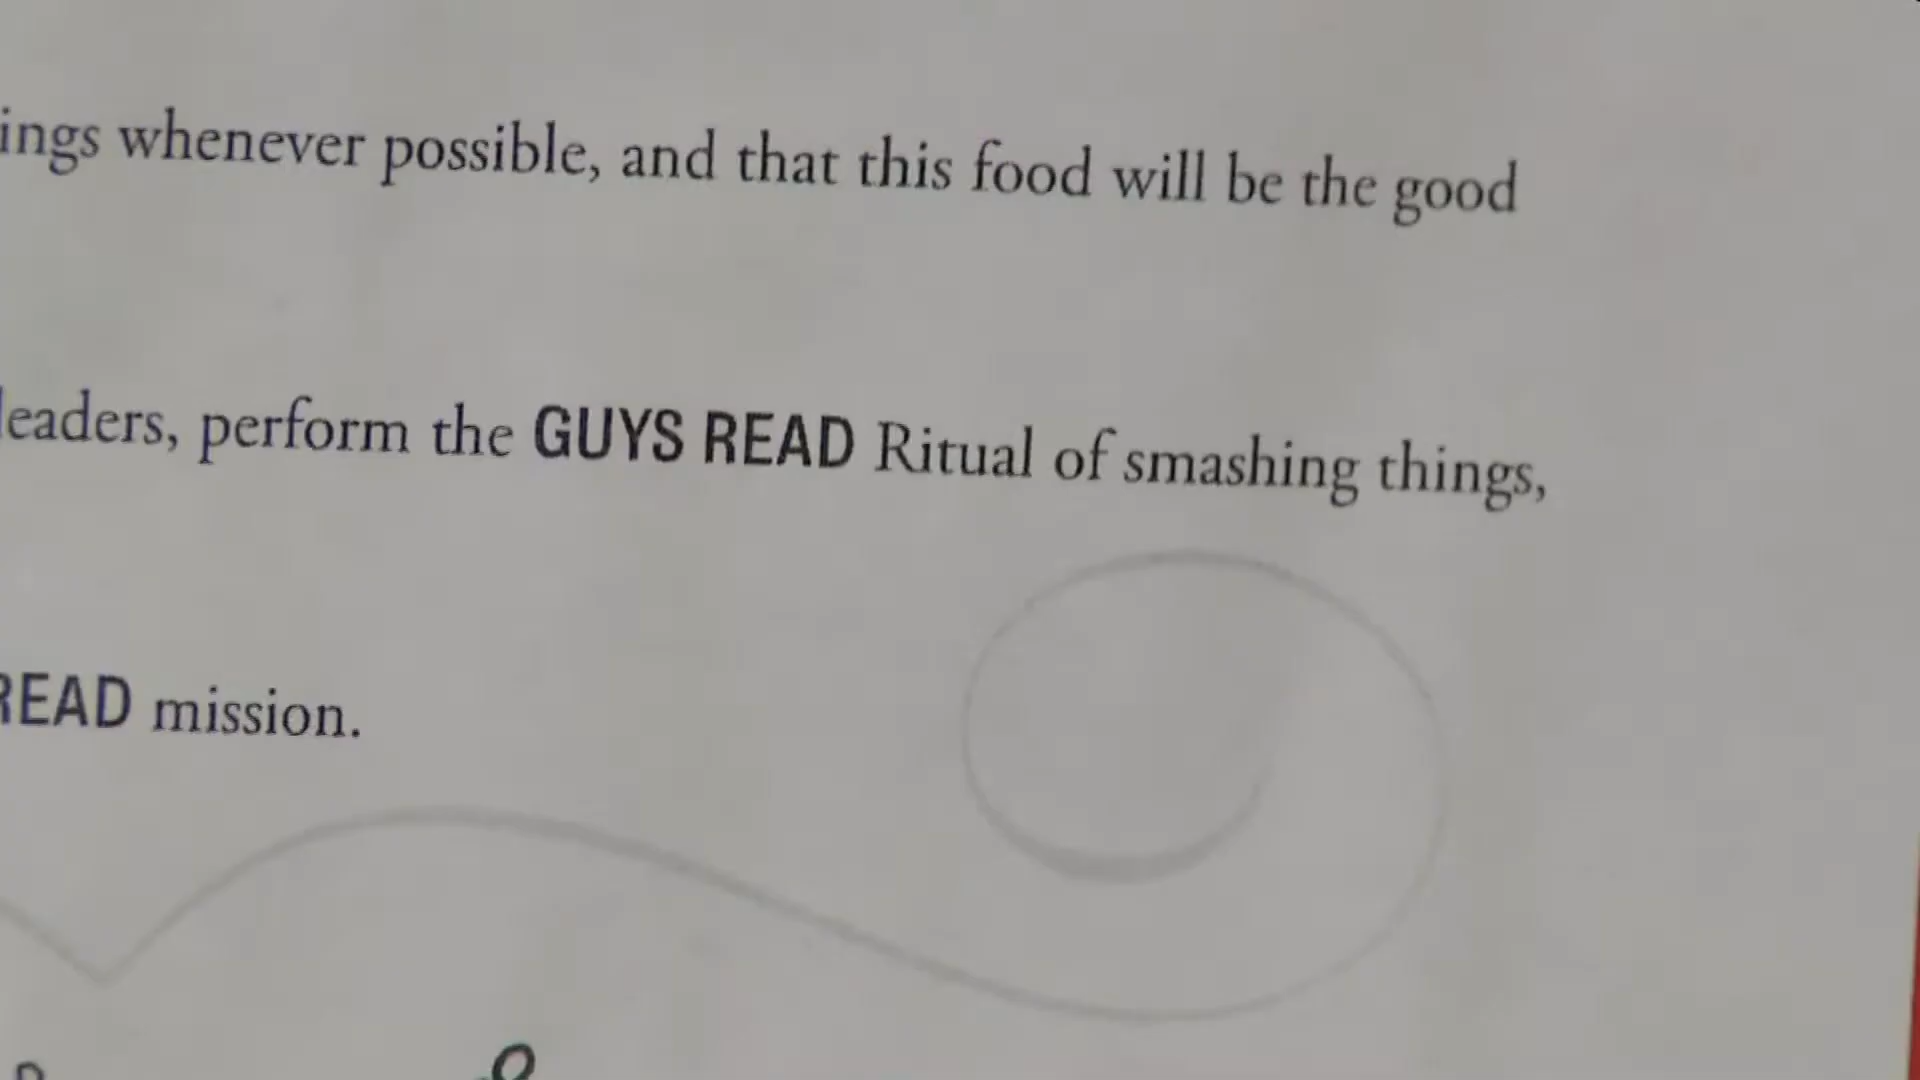 ings whenever possible, and that this food will be the good
leaders, perform the GUYS READ Ritual of smashing things,
READ mission.